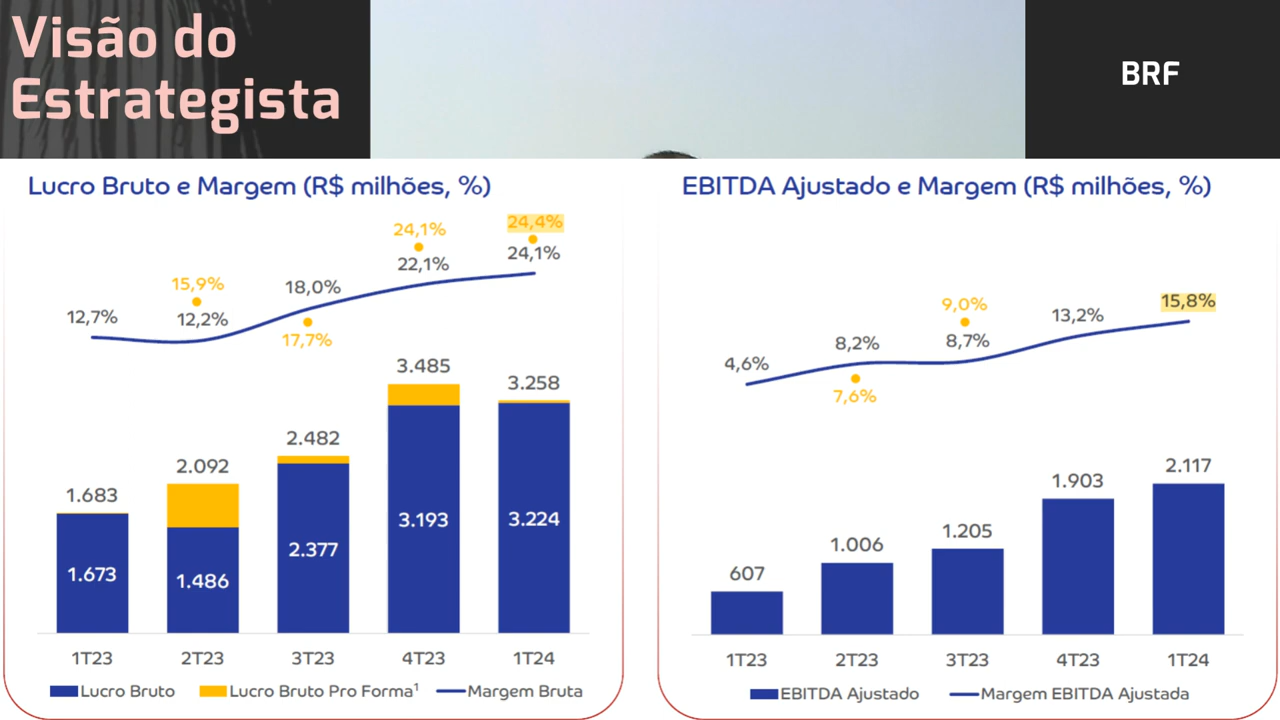 Visão do
Estrategista
BRF
Lucro Bruto e Margem (R$ milhões, %)
24,1%
24,4%
22,1%
24,1%
15,9%
18,0%
12,7%
12,2%
17,7%
3.485
3.258
2.482
2.092
1.683
3.193
3.224
2.377
1.673
1.486
1T23
2T23
3T23
4T23
1T24
Lucro Bruto
Lucro Bruto Pro Forma¹
Margem Bruta
EBITDA Ajustado e Margem (R$ milhões, %)
9,0%
15,8%
13,2%
8,2%
8,7%
4,6%
7,6%
2.117
1.903
1.205
1.006
607
1T23
2T23
3T23
4T23
1T24
EBITDA Ajustado
Margem EBITDA Ajustada